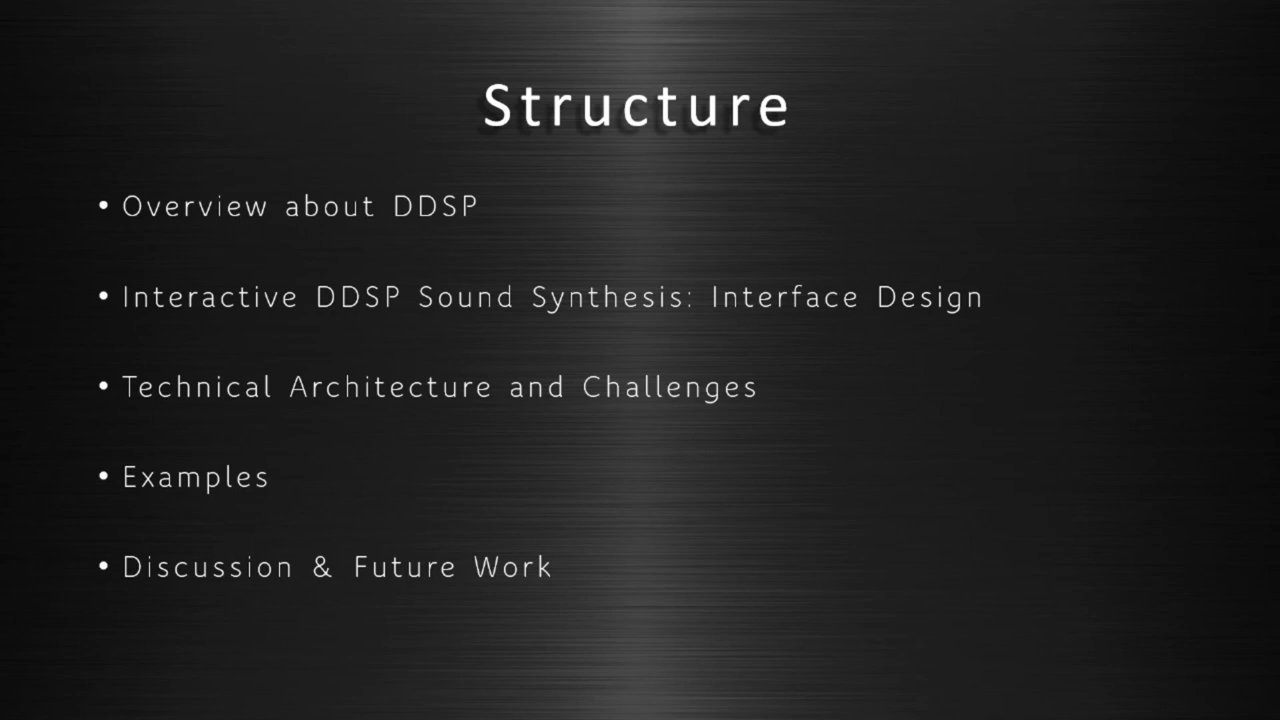 Structure
• Overview about DDSP
• Interactive DDSP Sound Synthesis: Interface Design
• Technical Architecture and Challenges
• Examples
• Discussion & Future Work